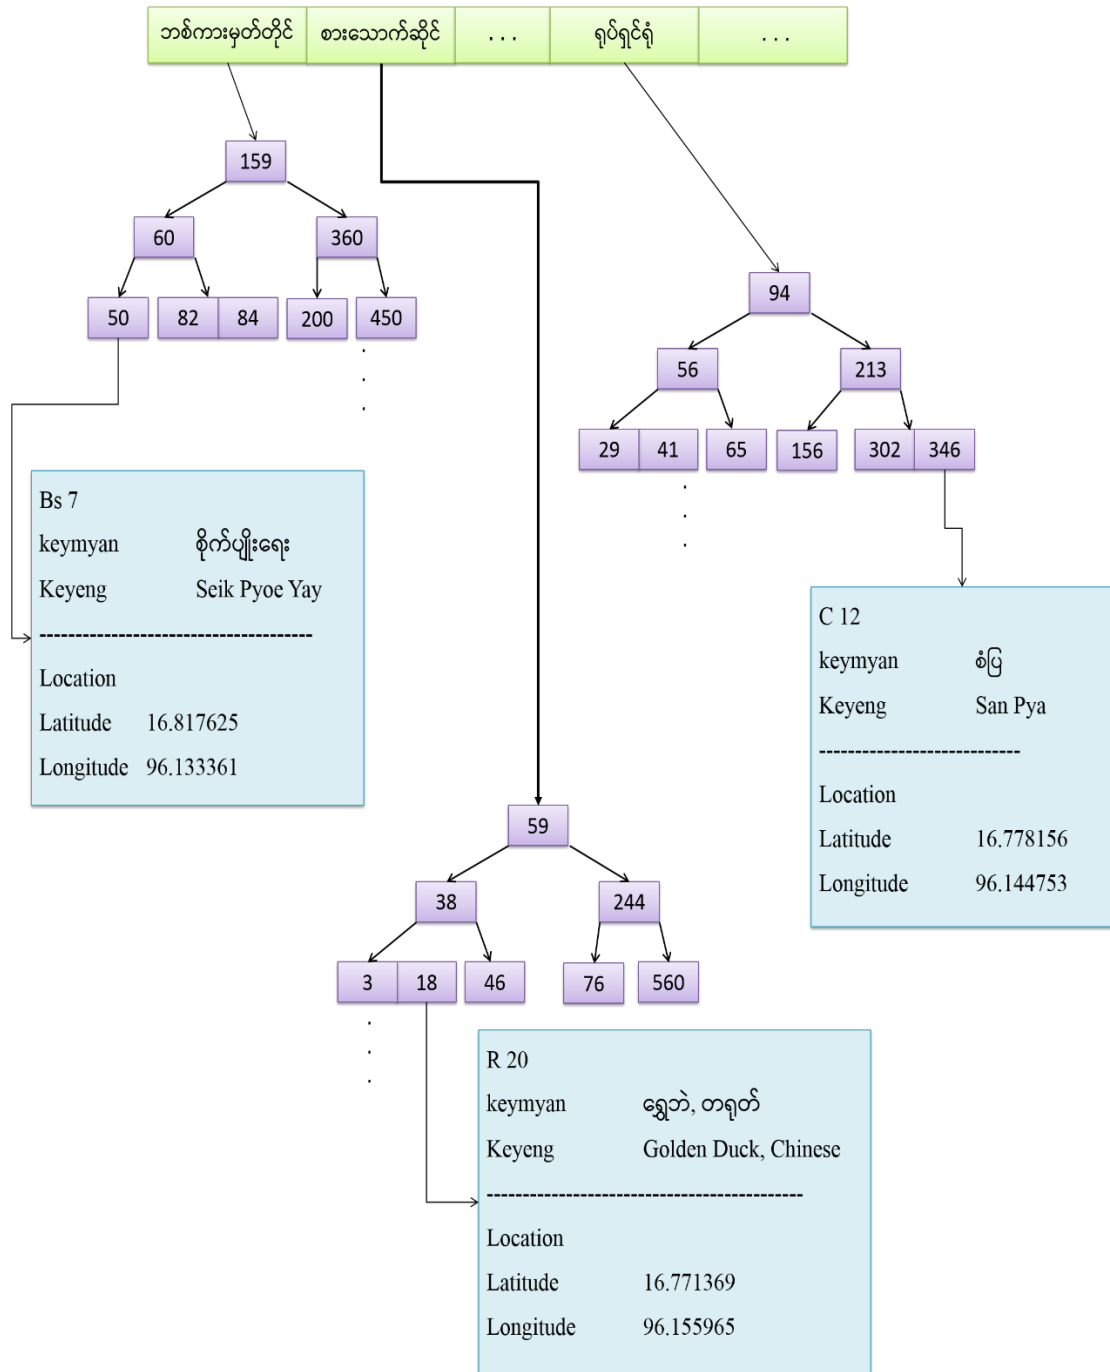 ဘစ်ကားမှတ်တိုင် စားသောက်ဆိုင် ... ရုပ်ရှင်ရုံ ...
159
60 360
50 82 84 200 450
.
.
.
94
56 213
29 41 65 156 302 346
.
.
.
Bs 7
keymyan စိုက်ပျိုးရေး
Keyeng Seik Pyoe Yay
--------------------------------------
Location
Latitude 16.817625
Longitude 96.133361
C 12
keymyan စံပြ
Keyeng San Pya
----------------------------
Location
Latitude 16.778156
Longitude 96.144753
59
38 244
3 18 46 76 560
.
.
.
R 20
keymyan ရွှေဘဲ, တရုတ်
Keyeng Golden Duck, Chinese
--------------------------------------------
Location
Latitude 16.771369
Longitude 96.155965